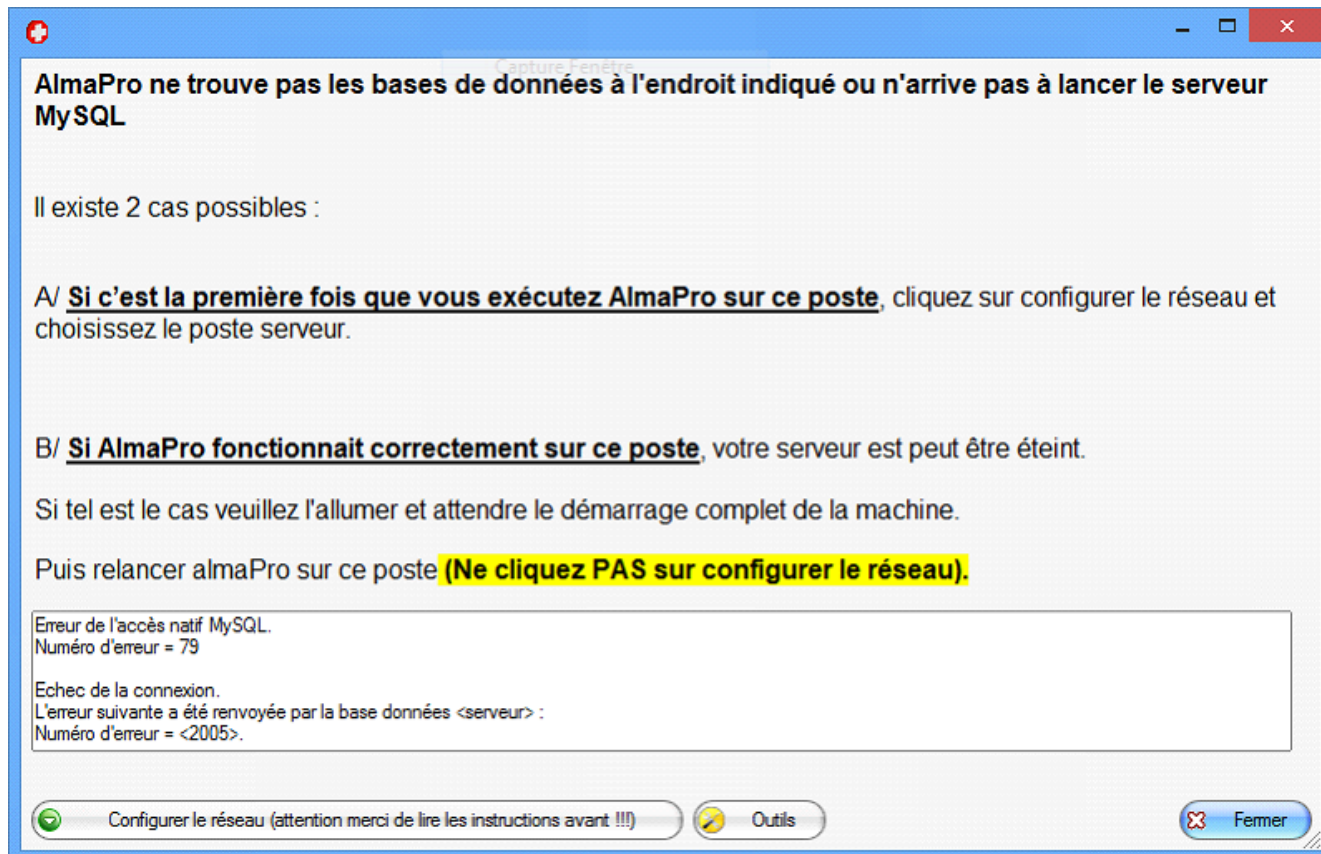 Capture Fenêtre
AlmaPro ne trouve pas les bases de données à l'endroit indiqué ou n'arrive pas à lancer le serveur
MySQL
Il existe 2 cas possibles :
A/ Si c’est la première fois que vous exécutez AlmaPro sur ce poste, cliquez sur configurer le réseau et
choisissez le poste serveur.
B/ Si AlmaPro fonctionnait correctement sur ce poste, votre serveur est peut être éteint.
Si tel est le cas veuillez l'allumer et attendre le démarrage complet de la machine.
Puis relancer almaPro sur ce poste (Ne cliquez PAS sur configurer le réseau).
Erreur de l'accès natif MySQL.
Numéro d'erreur = 79
Echec de la connexion.
L'erreur suivante a été renvoyée par la base données <serveur> :
Numéro d'erreur = <2005>.
Configurer le réseau (attention merci de lire les instructions avant !!!)
Outils
Fermer